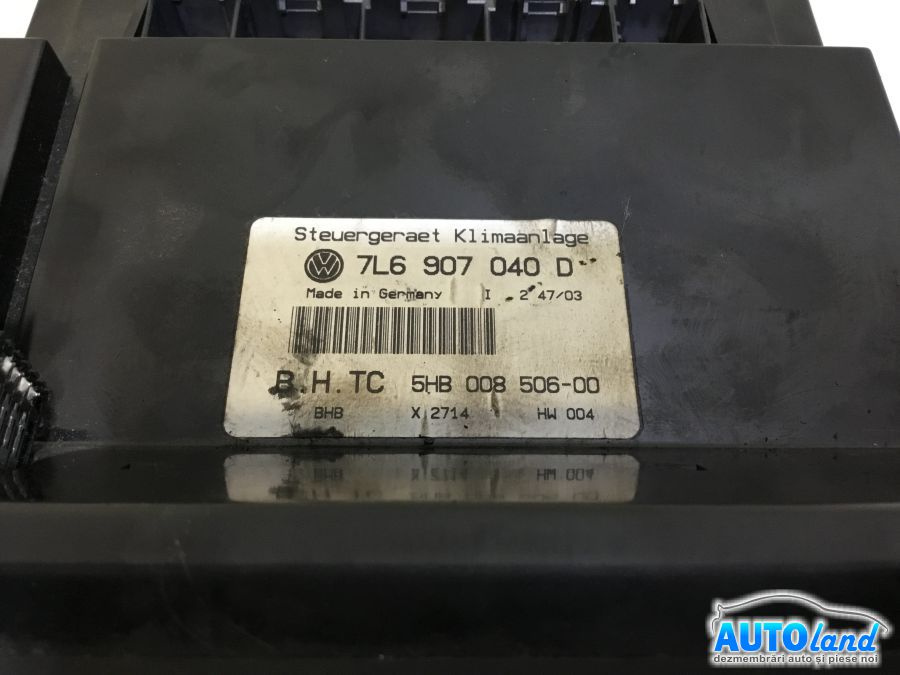 Steuergeraet Klimaanlage
7L6 907 040 D
Made in Germany I 2 47/03
B.H.TC 5HB 008 506-00
BHB X 2714 HW 004
AUTOland
dezmembrări auto și piese noi